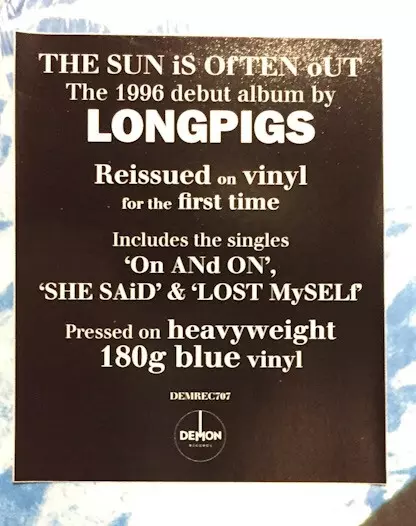 THE SUN iS OfTEN oUT
The 1996 debut album by
LONGPIGS
Reissued on vinyl
for the first time
Includes the singles
‘On ANd ON’,
‘SHE SAiD’ & ‘LOST MySELf’
Pressed on heavyweight
180g blue vinyl
DEMREC707
DEMON
RECORDS